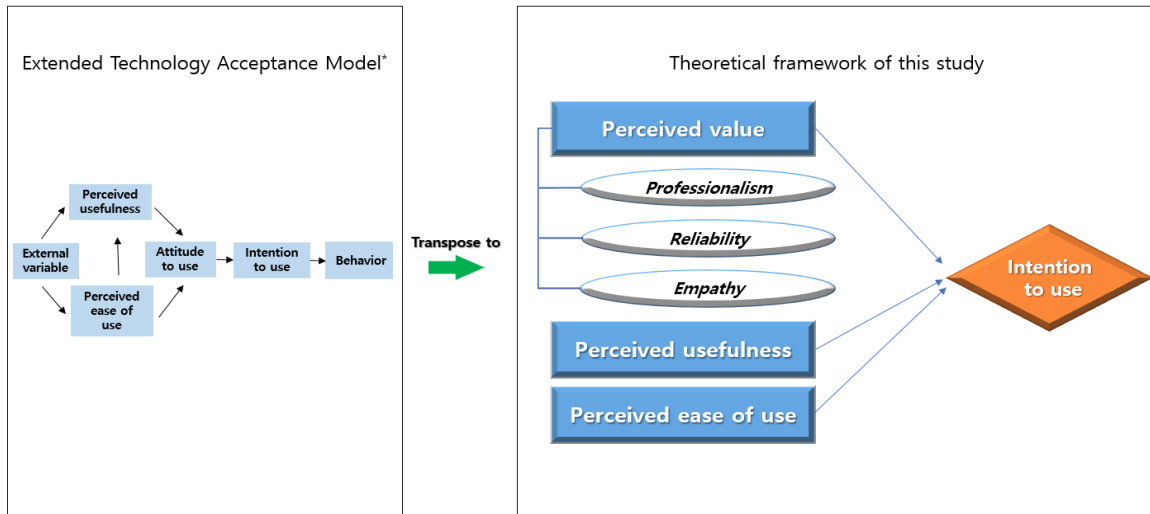 Extended Technology Acceptance Model*
Perceived
usefulness
External
variable
Attitude
to use
Intention
to use
Behavior
Perceived
ease of
use
Transpose to
Theoretical framework of this study
Perceived value
Professionalism
Reliability
Empathy
Perceived usefulness
Perceived ease of use
Intention
to use